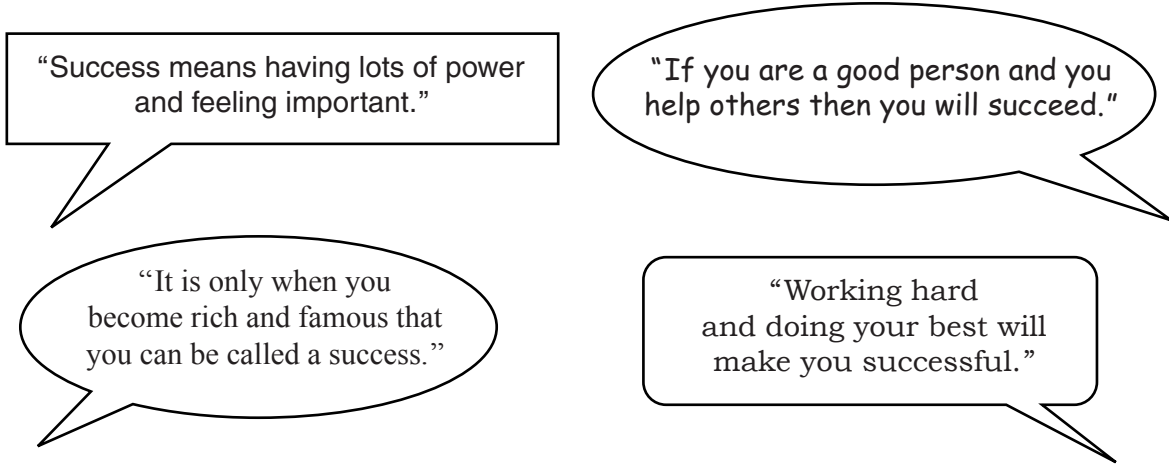 “Success means having lots of power
and feeling important.”
“If you are a good person and you
help others then you will succeed.”
“It is only when you
become rich and famous that
you can be called a success.”
“Working hard
and doing your best will
make you successful.”